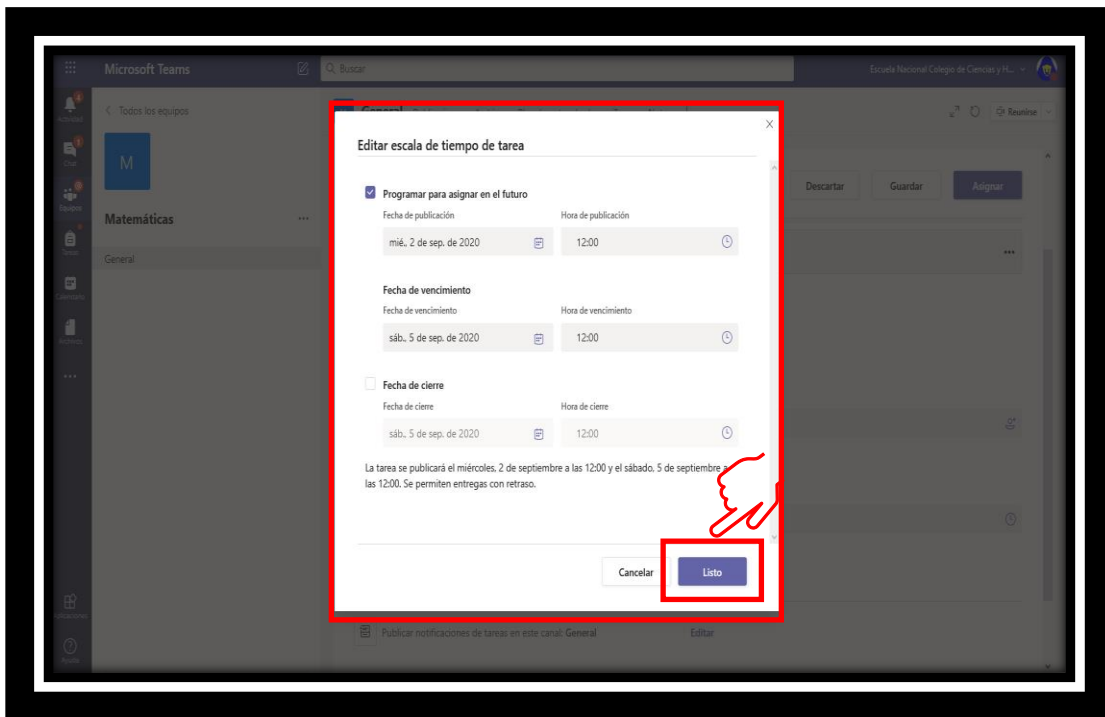 Microsoft Teams
Buscar
Escuela Nacional Colegio de Ciencias y H...
Actividad
4
Todos los equipos
General
Reunirse
Chat
1
M
Equipos
3
Matemáticas
...
General
Tareas
Calendario
Archivos
...
Descartar
Guardar
Asignar
...
Editar escala de tiempo de tarea
X
Programar para asignar en el futuro
Fecha de publicación
Hora de publicación
mié., 2 de sep. de 2020
12:00
Fecha de vencimiento
Fecha de vencimiento
Hora de vencimiento
sáb., 5 de sep. de 2020
12:00
Fecha de cierre
Fecha de cierre
Hora de cierre
sáb., 5 de sep. de 2020
12:00
La tarea se publicará el miércoles, 2 de septiembre a las 12:00 y el sábado, 5 de septiembre a
las 12:00. Se permiten entregas con retraso.
Cancelar
Listo
Aplicaciones
Ayuda
Publicar notificaciones de tareas en este canal: General
Editar